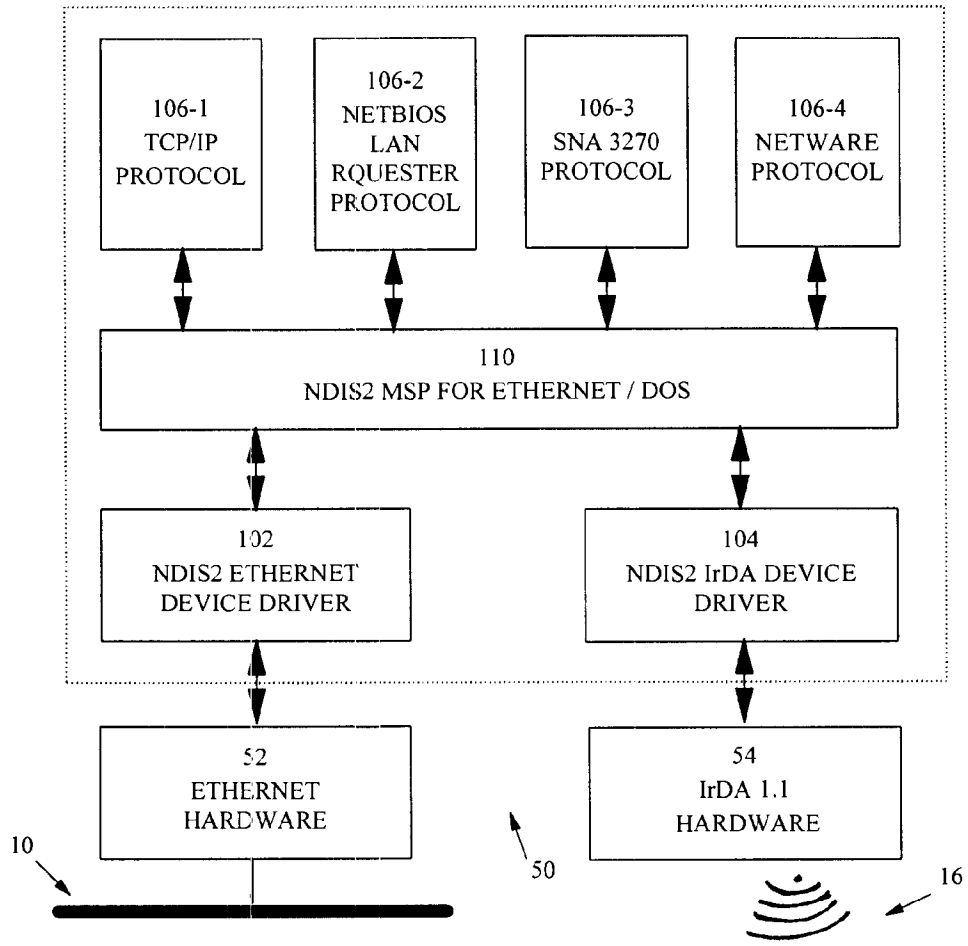 106-1
TCP/IP
PROTOCOL
106-2
NETBIOS
LAN
RQUESTER
PROTOCOL
106-3
SNA 3270
PROTOCOL
106-4
NETWARE
PROTOCOL
110
NDIS2 MSP FOR ETHERNET / DOS
102
NDIS2 ETHERNET
DEVICE DRIVER
104
NDIS2 IrDA DEVICE
DRIVER
52
ETHERNET
HARDWARE
54
IrDA 1.1
HARDWARE
10
50
16